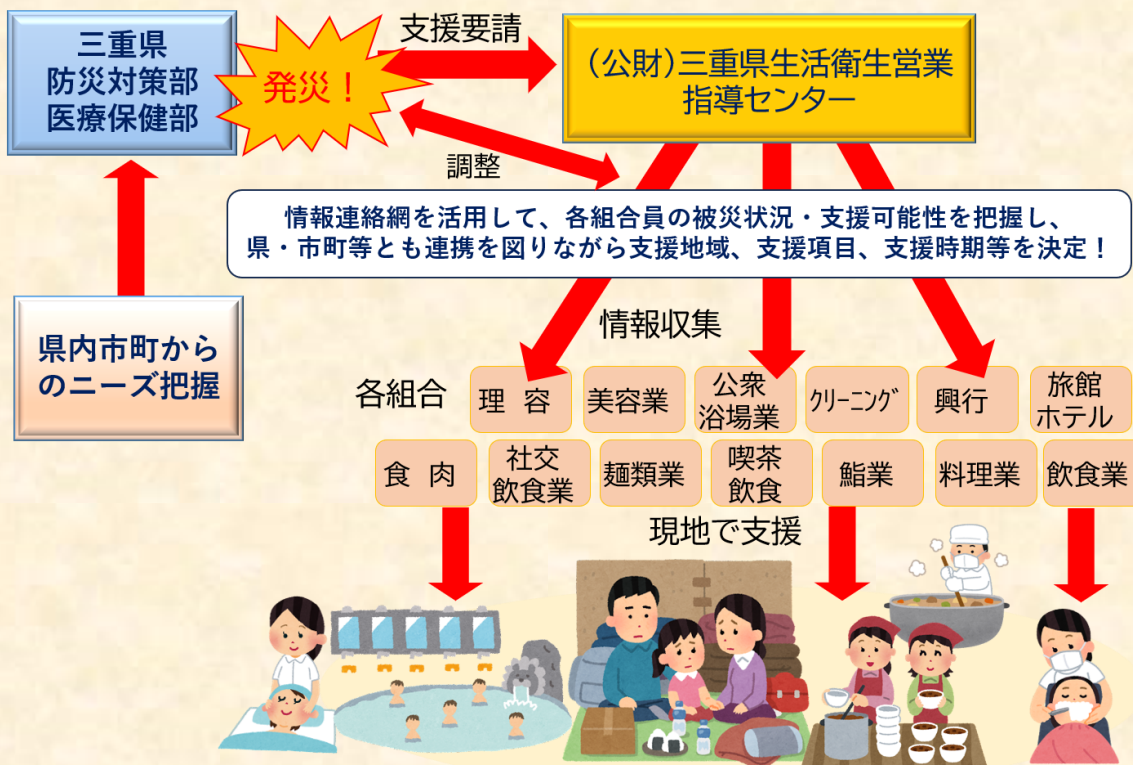 三重県
防災対策部
医療保健部
発災！
支援要請
（公財）三重県生活衛生営業
指導センター
調整
情報連絡網を活用して、各組合員の被災状況・支援可能性を把握し、
県・市町等とも連携を図りながら支援地域、支援項目、支援時期等を決定！
県内市町から
のニーズ把握
情報収集
各組合
理 容
美容業
公衆
浴場業
ｸﾘｰﾆﾝｸﾞ
興行
旅館
ホテル
食 肉
社交
飲食業
麺類業
喫茶
飲食
鮨業
料理業
飲食業
現地で支援